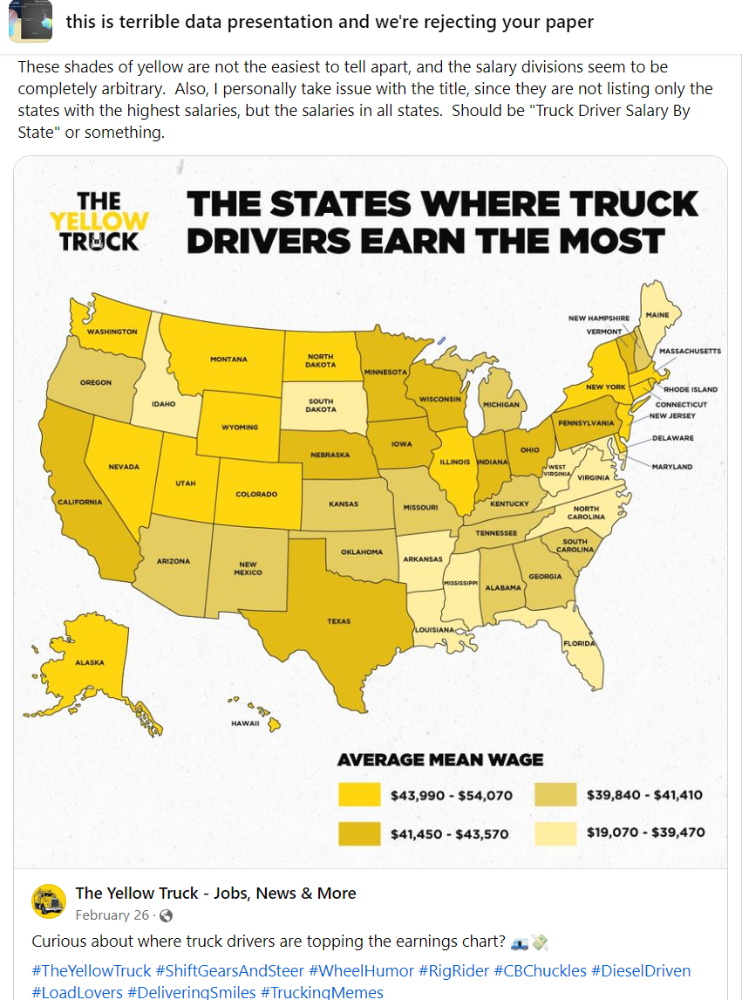 this is terrible data presentation and we're rejecting your paper
These shades of yellow are not the easiest to tell apart, and the salary divisions seem to be
completely arbitrary. Also, I personally take issue with the title, since they are not listing only the
states with the highest salaries, but the salaries in all states. Should be "Truck Driver Salary By
State" or something.
THE
YELLOW
TRUCK
THE STATES WHERE TRUCK
DRIVERS EARN THE MOST
WASHINGTON
MONTANA
NORTH
DAKOTA
MINNESOTA
NEW HAMPSHIRE
VERMONT
MAINE
MASSACHUSETTS
OREGON
IDAHO
SOUTH
DAKOTA
WISCONSIN
MICHIGAN
NEW YORK
RHODE ISLAND
CONNECTICUT
NEW JERSEY
WYOMING
PENNSYLVANIA
DELAWARE
NEBRASKA
IOWA
ILLINOIS
INDIANA
OHIO
MARYLAND
NEVADA
UTAH
COLORADO
WEST
VIRGINIA
VIRGINIA
CALIFORNIA
KANSAS
MISSOURI
KENTUCKY
NORTH
CAROLINA
TENNESSEE
SOUTH
CAROLINA
ARIZONA
NEW
MEXICO
OKLAHOMA
ARKANSAS
MISSISSIPPI
ALABAMA
GEORGIA
TEXAS
LOUISIANA
FLORIDA
ALASKA
HAWAII
AVERAGE MEAN WAGE
$43,990 - $54,070
$39,840 - $41,410
$41,450 - $43,570
$19,070 - $39,470
The Yellow Truck - Jobs, News & More
February 26 ·
Curious about where truck drivers are topping the earnings chart? 🚐💸
#TheYellowTruck #ShiftGearsAndSteer #WheelHumor #RigRider #CBChuckles #DieselDriven
#LoadLovers #DeliveringSmiles #TruckingMemes